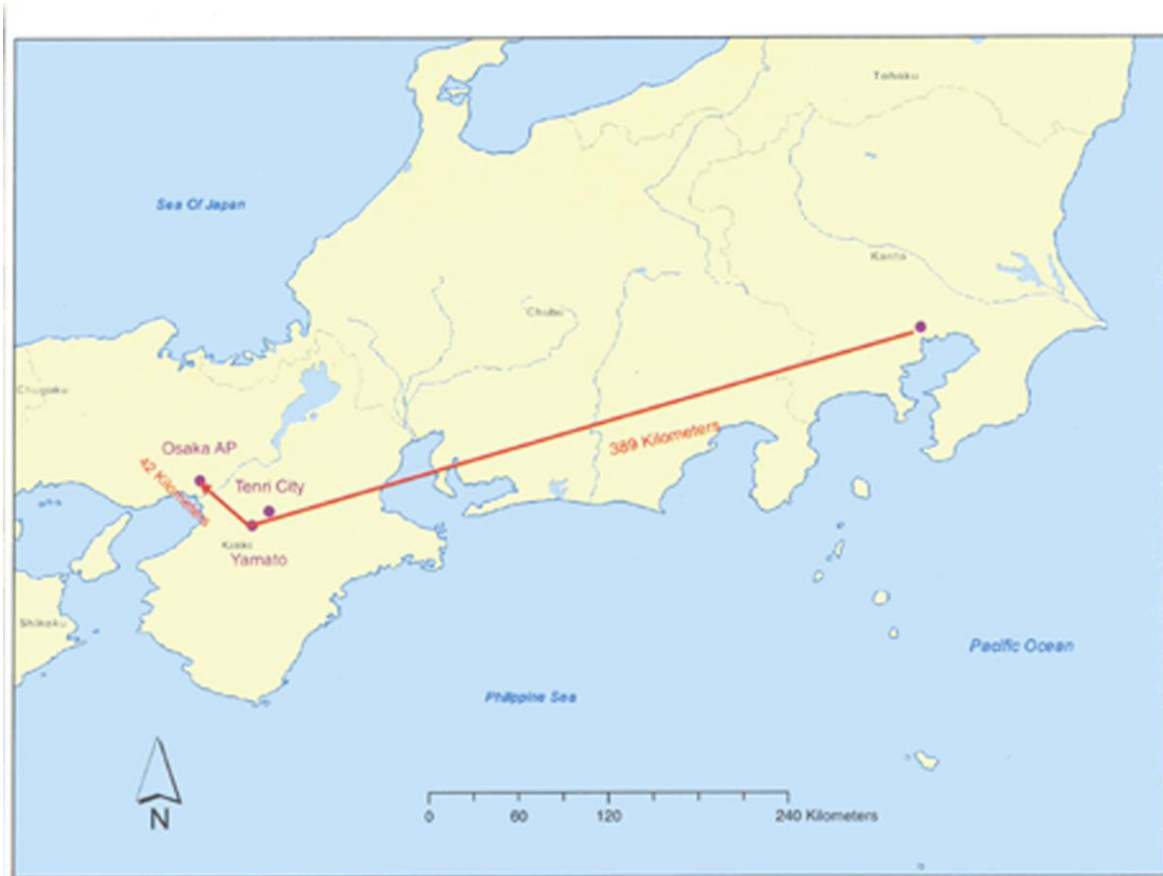 Tohoku
Sea Of Japan
Kanto
Chubu
Chugoku
Osaka AP
389 Kilometers
42 Kilometers
Tenri City
Kinki
Yamato
Shikoku
Pacific Ocean
Philippine Sea
N
0 60 120 240 Kilometers